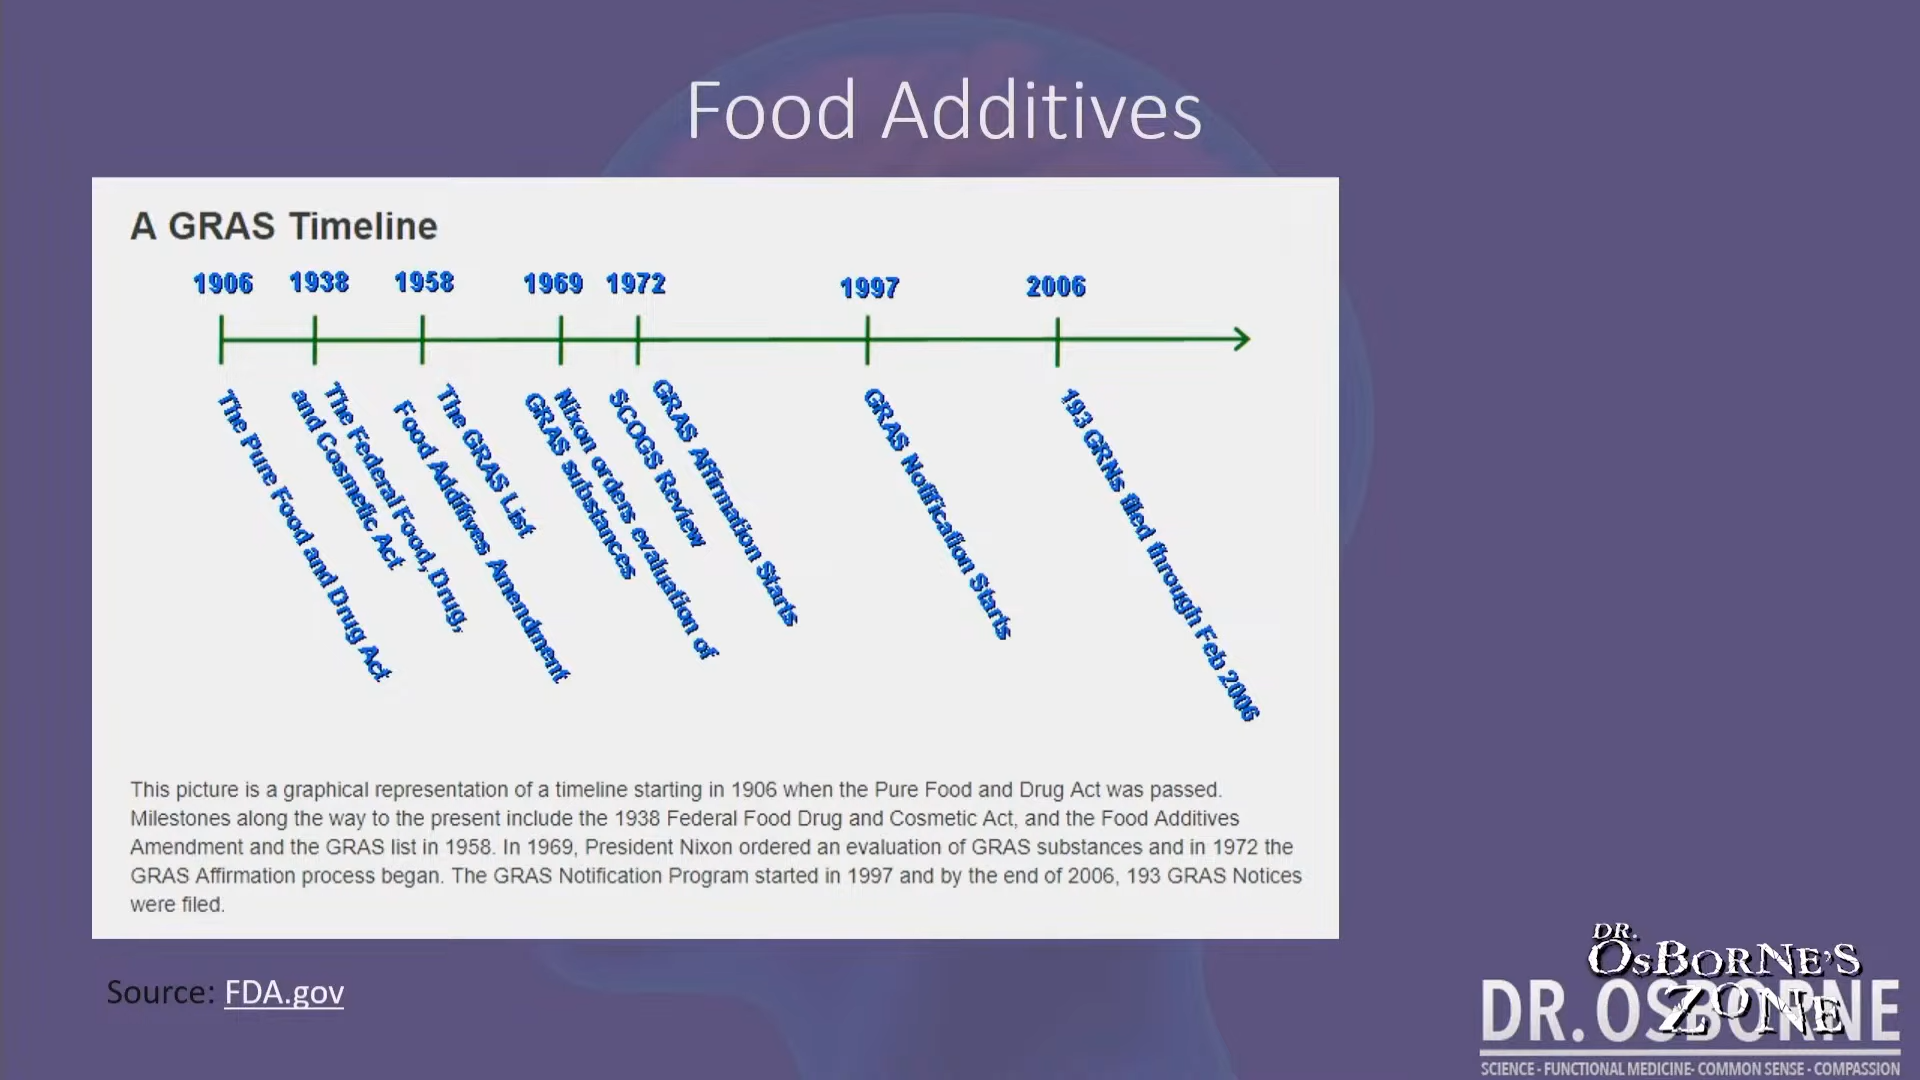 Food Additives
A GRAS Timeline
1906 1938 1958 1969 1972 1997 2006
The Pure Food and Drug Act
The Federal Food, Drug,
and Cosmetic Act
The GRAS List
Food Additives Amendment
Nixon orders evaluation of
GRAS substances
SCOGS Review
GRAS Affirmation Starts
GRAS Notification Starts
193 GRNs filed through Feb 2006
This picture is a graphical representation of a timeline starting in 1906 when the Pure Food and Drug Act was passed.
Milestones along the way to the present include the 1938 Federal Food Drug and Cosmetic Act, and the Food Additives
Amendment and the GRAS list in 1958. In 1969, President Nixon ordered an evaluation of GRAS substances and in 1972 the
GRAS Affirmation process began. The GRAS Notification Program started in 1997 and by the end of 2006, 193 GRAS Notices
were filed.
Source: FDA.gov
DR.
OSBORNE'S
ZONE
DR. OSBORNE
SCIENCE - FUNCTIONAL MEDICINE- COMMON SENSE - COMPASSION